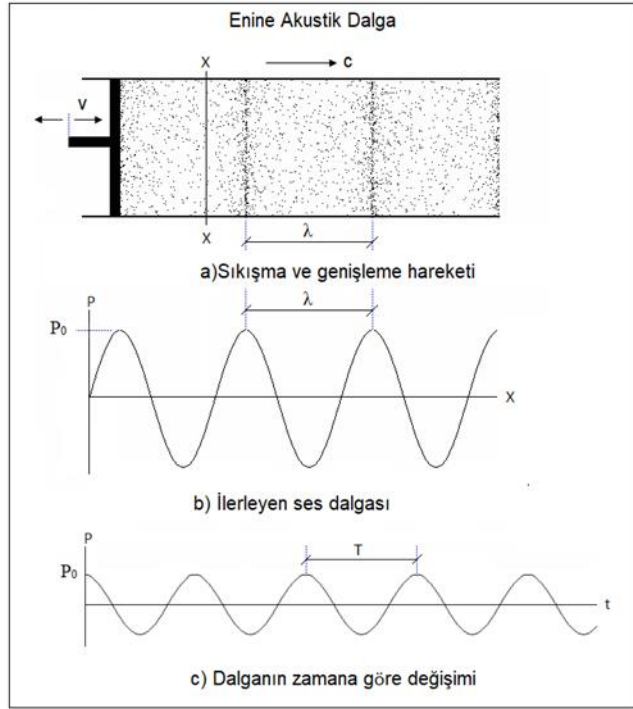 Enine Akustik Dalga
X
c
V
X
λ
a)Sıkışma ve genişleme hareketi
P
λ
P0
X
b) İlerleyen ses dalgası
P
T
P0
t
c) Dalganın zamana göre değişimi